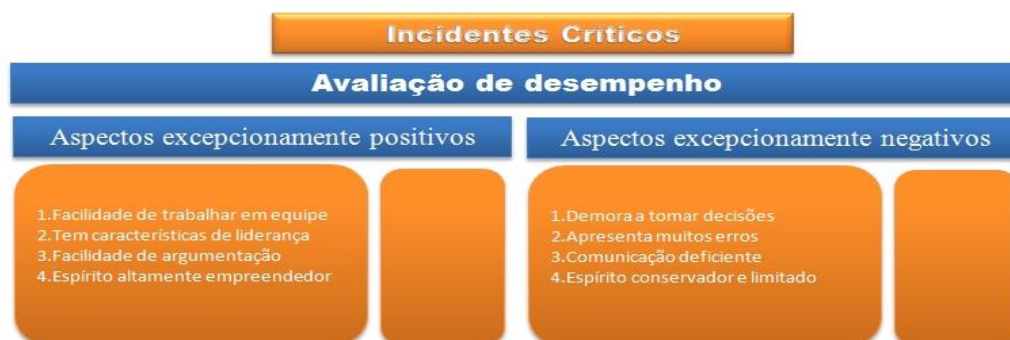 Incidentes Críticos
Avaliação de desempenho
Aspectos excepcionamente positivos
Aspectos excepcionamente negativos
1.Facilidade de trabalhar em equipe
2.Tem características de liderança
3.Facilidade de argumentação
4.Espírito altamente empreendedor
1.Demora a tomar decisões
2.Apresenta muitos erros
3.Comunicação deficiente
4.Espírito conservador e limitado